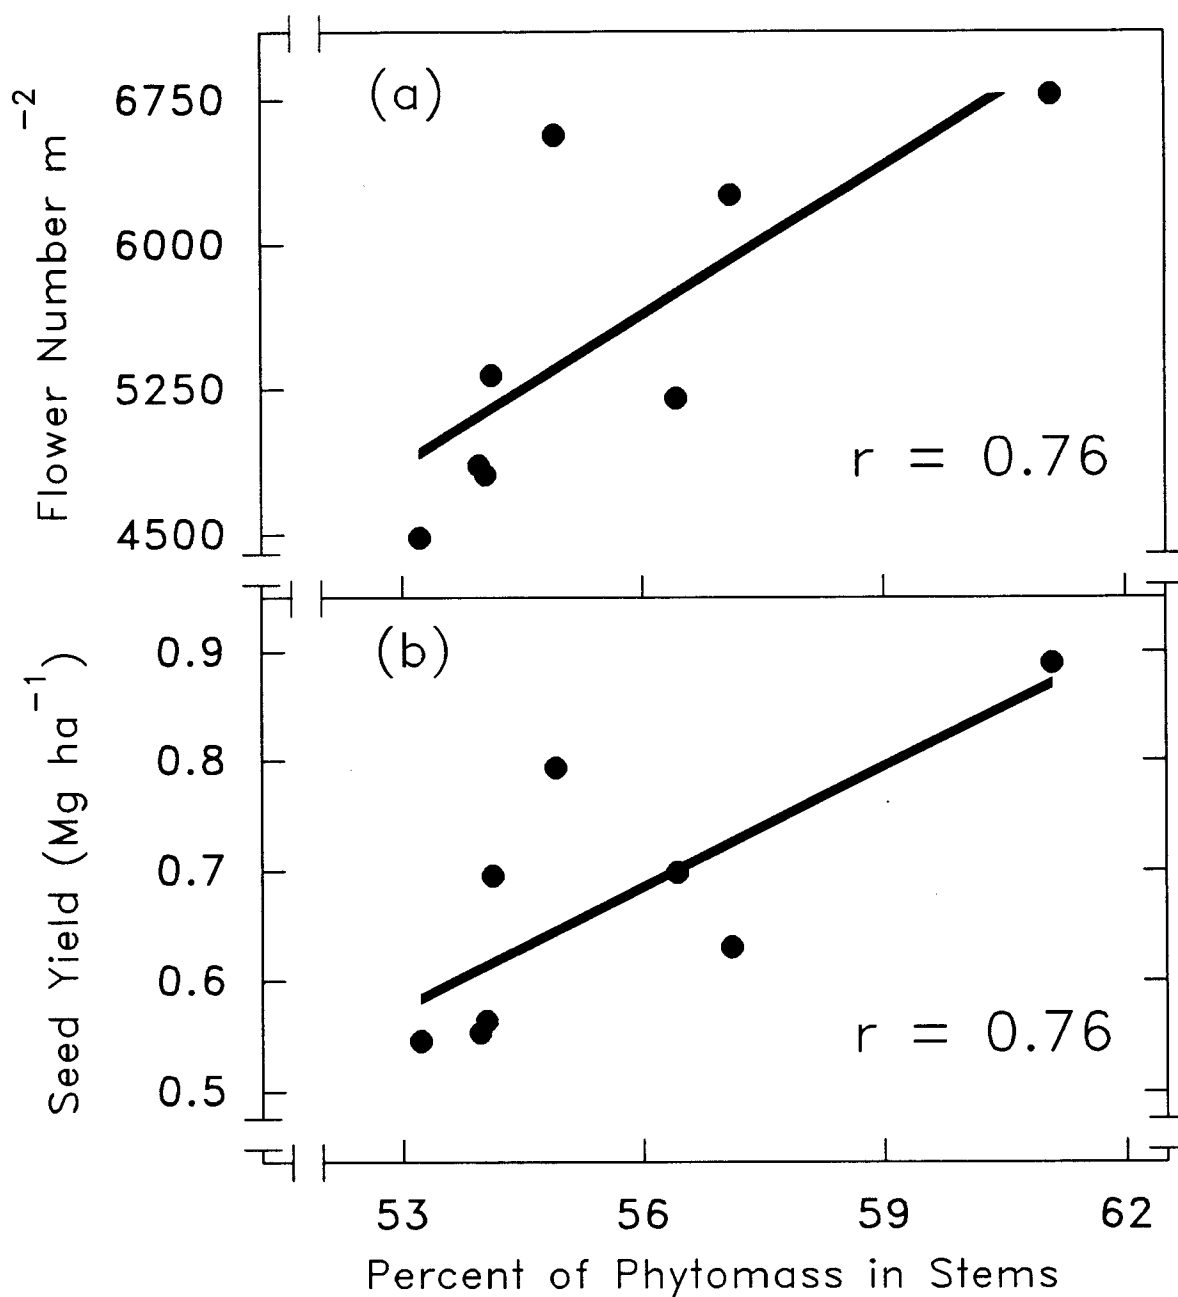 (a)
Flower Number m⁻²
6750
6000
5250
4500
r = 0.76
(b)
Seed Yield (Mg ha⁻¹)
0.9
0.8
0.7
0.6
0.5
r = 0.76
53 56 59 62
Percent of Phytomass in Stems